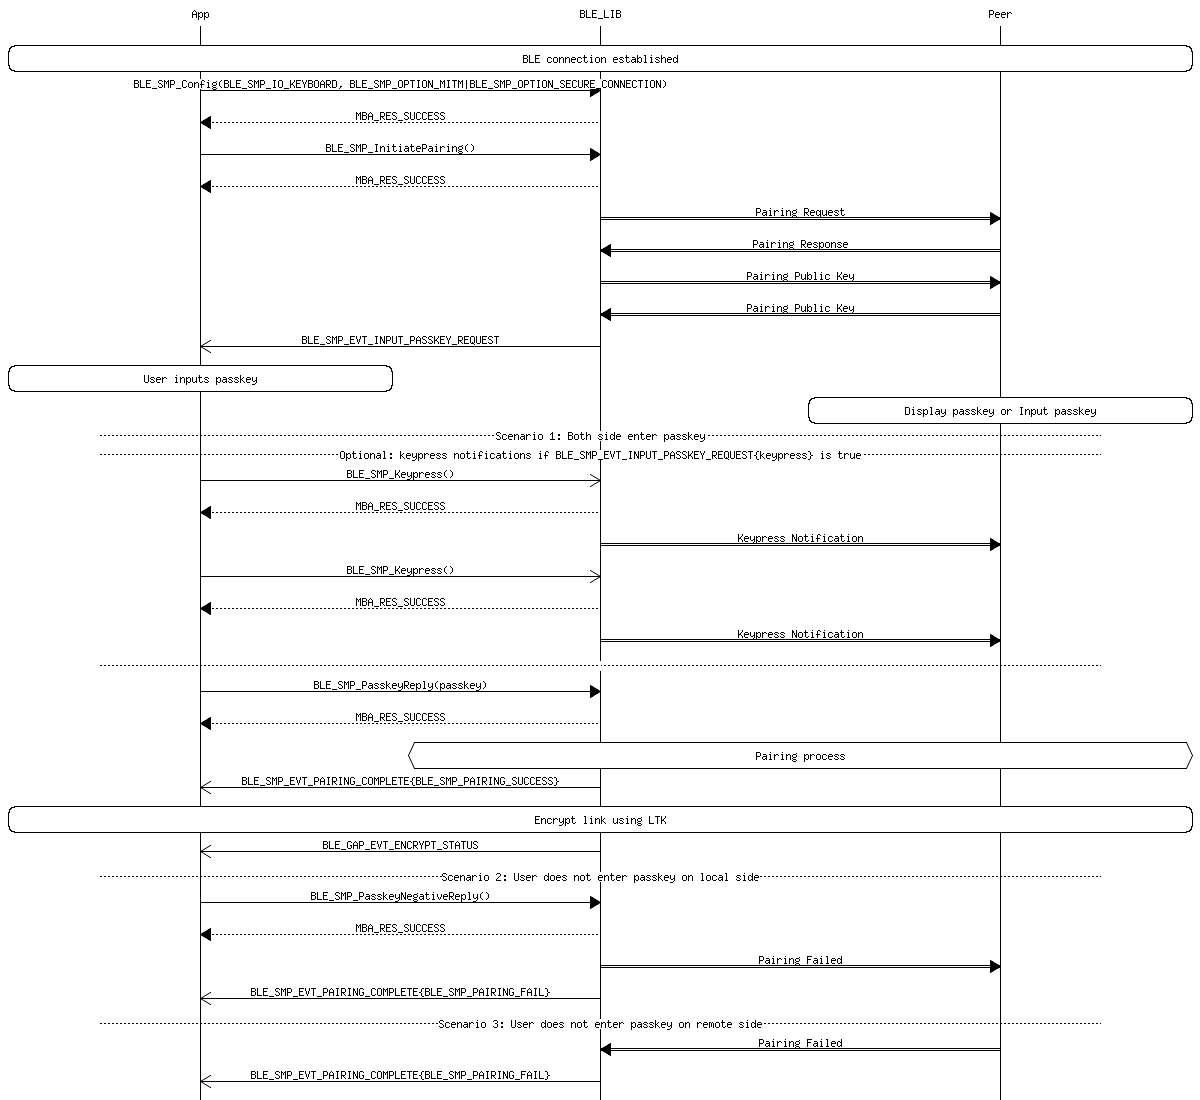 App BLE_LIB Peer
BLE connection established
BLE_SMP_Config(BLE_SMP_IO_KEYBOARD, BLE_SMP_OPTION_MITM|BLE_SMP_OPTION_SECURE_CONNECTION)
MBA_RES_SUCCESS
BLE_SMP_InitiatePairing()
MBA_RES_SUCCESS
Pairing Request
Pairing Response
Pairing Public Key
Pairing Public Key
BLE_SMP_EVT_INPUT_PASSKEY_REQUEST
User inputs passkey
Display passkey or Input passkey
Scenario 1: Both side enter passkey
Optional: keypress notifications if BLE_SMP_EVT_INPUT_PASSKEY_REQUEST{keypress} is true
BLE_SMP_Keypress()
MBA_RES_SUCCESS
Keypress Notification
BLE_SMP_Keypress()
MBA_RES_SUCCESS
Keypress Notification
BLE_SMP_PasskeyReply(passkey)
MBA_RES_SUCCESS
Pairing process
BLE_SMP_EVT_PAIRING_COMPLETE{BLE_SMP_PAIRING_SUCCESS}
Encrypt link using LTK
BLE_GAP_EVT_ENCRYPT_STATUS
Scenario 2: User does not enter passkey on local side
BLE_SMP_PasskeyNegativeReply()
MBA_RES_SUCCESS
Pairing Failed
BLE_SMP_EVT_PAIRING_COMPLETE{BLE_SMP_PAIRING_FAIL}
Scenario 3: User does not enter passkey on remote side
Pairing Failed
BLE_SMP_EVT_PAIRING_COMPLETE{BLE_SMP_PAIRING_FAIL}